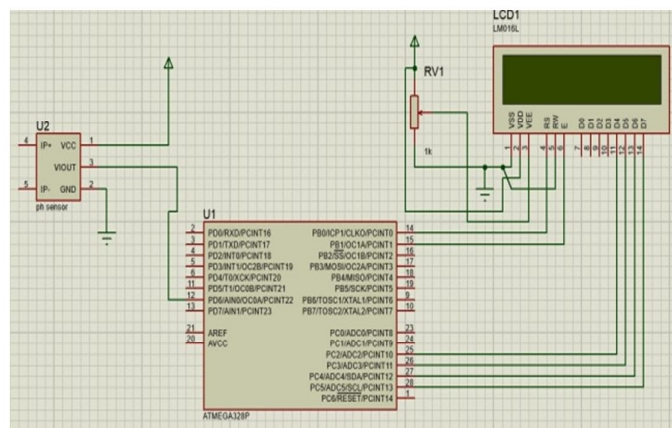 LCD1
LM016L
RV1
1k
VSS
VDD
VEE
RS
RW
E
D0
D1
D2
D3
D4
D5
D6
D7
1
2
3
4
5
6
7
8
9
10
11
12
13
14
U2
4 IP+ VCC 1
VIOUT 3
5 IP- GND 2
ph sensor
U1
2 PD0/RXD/PCINT16 PB0/ICP1/CLKO/PCINT0 14
3 PD1/TXD/PCINT17 PB1/OC1A/PCINT1 15
4 PD2/INT0/PCINT18 PB2/SS/OC1B/PCINT2 16
5 PD3/INT1/OC2B/PCINT19 PB3/MOSI/OC2A/PCINT3 17
6 PD4/T0/XCK/PCINT20 PB4/MISO/PCINT4 18
11 PD5/T1/OC0B/PCINT21 PB5/SCK/PCINT5 19
12 PD6/AIN0/OC0A/PCINT22 PB6/TOSC1/XTAL1/PCINT6 9
13 PD7/AIN1/PCINT23 PB7/TOSC2/XTAL2/PCINT7 10
21 AREF PC0/ADC0/PCINT8 23
20 AVCC PC1/ADC1/PCINT9 24
PC2/ADC2/PCINT10 25
PC3/ADC3/PCINT11 26
PC4/ADC4/SDA/PCINT12 27
PC5/ADC5/SCL/PCINT13 28
PC6/RESET/PCINT14 1
ATMEGA328P